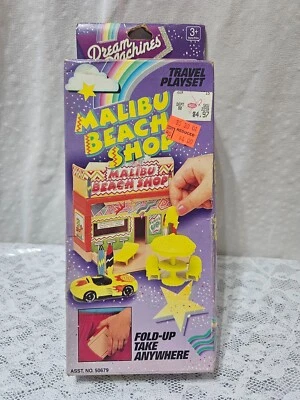 Dream
Machines
3+
TRAVEL
PLAYSET
MALIBU
BEACH
SHOP
MALIBU
BEACH SHOP
FOLD-UP
TAKE
ANYWHERE
ASST. NO. 50679